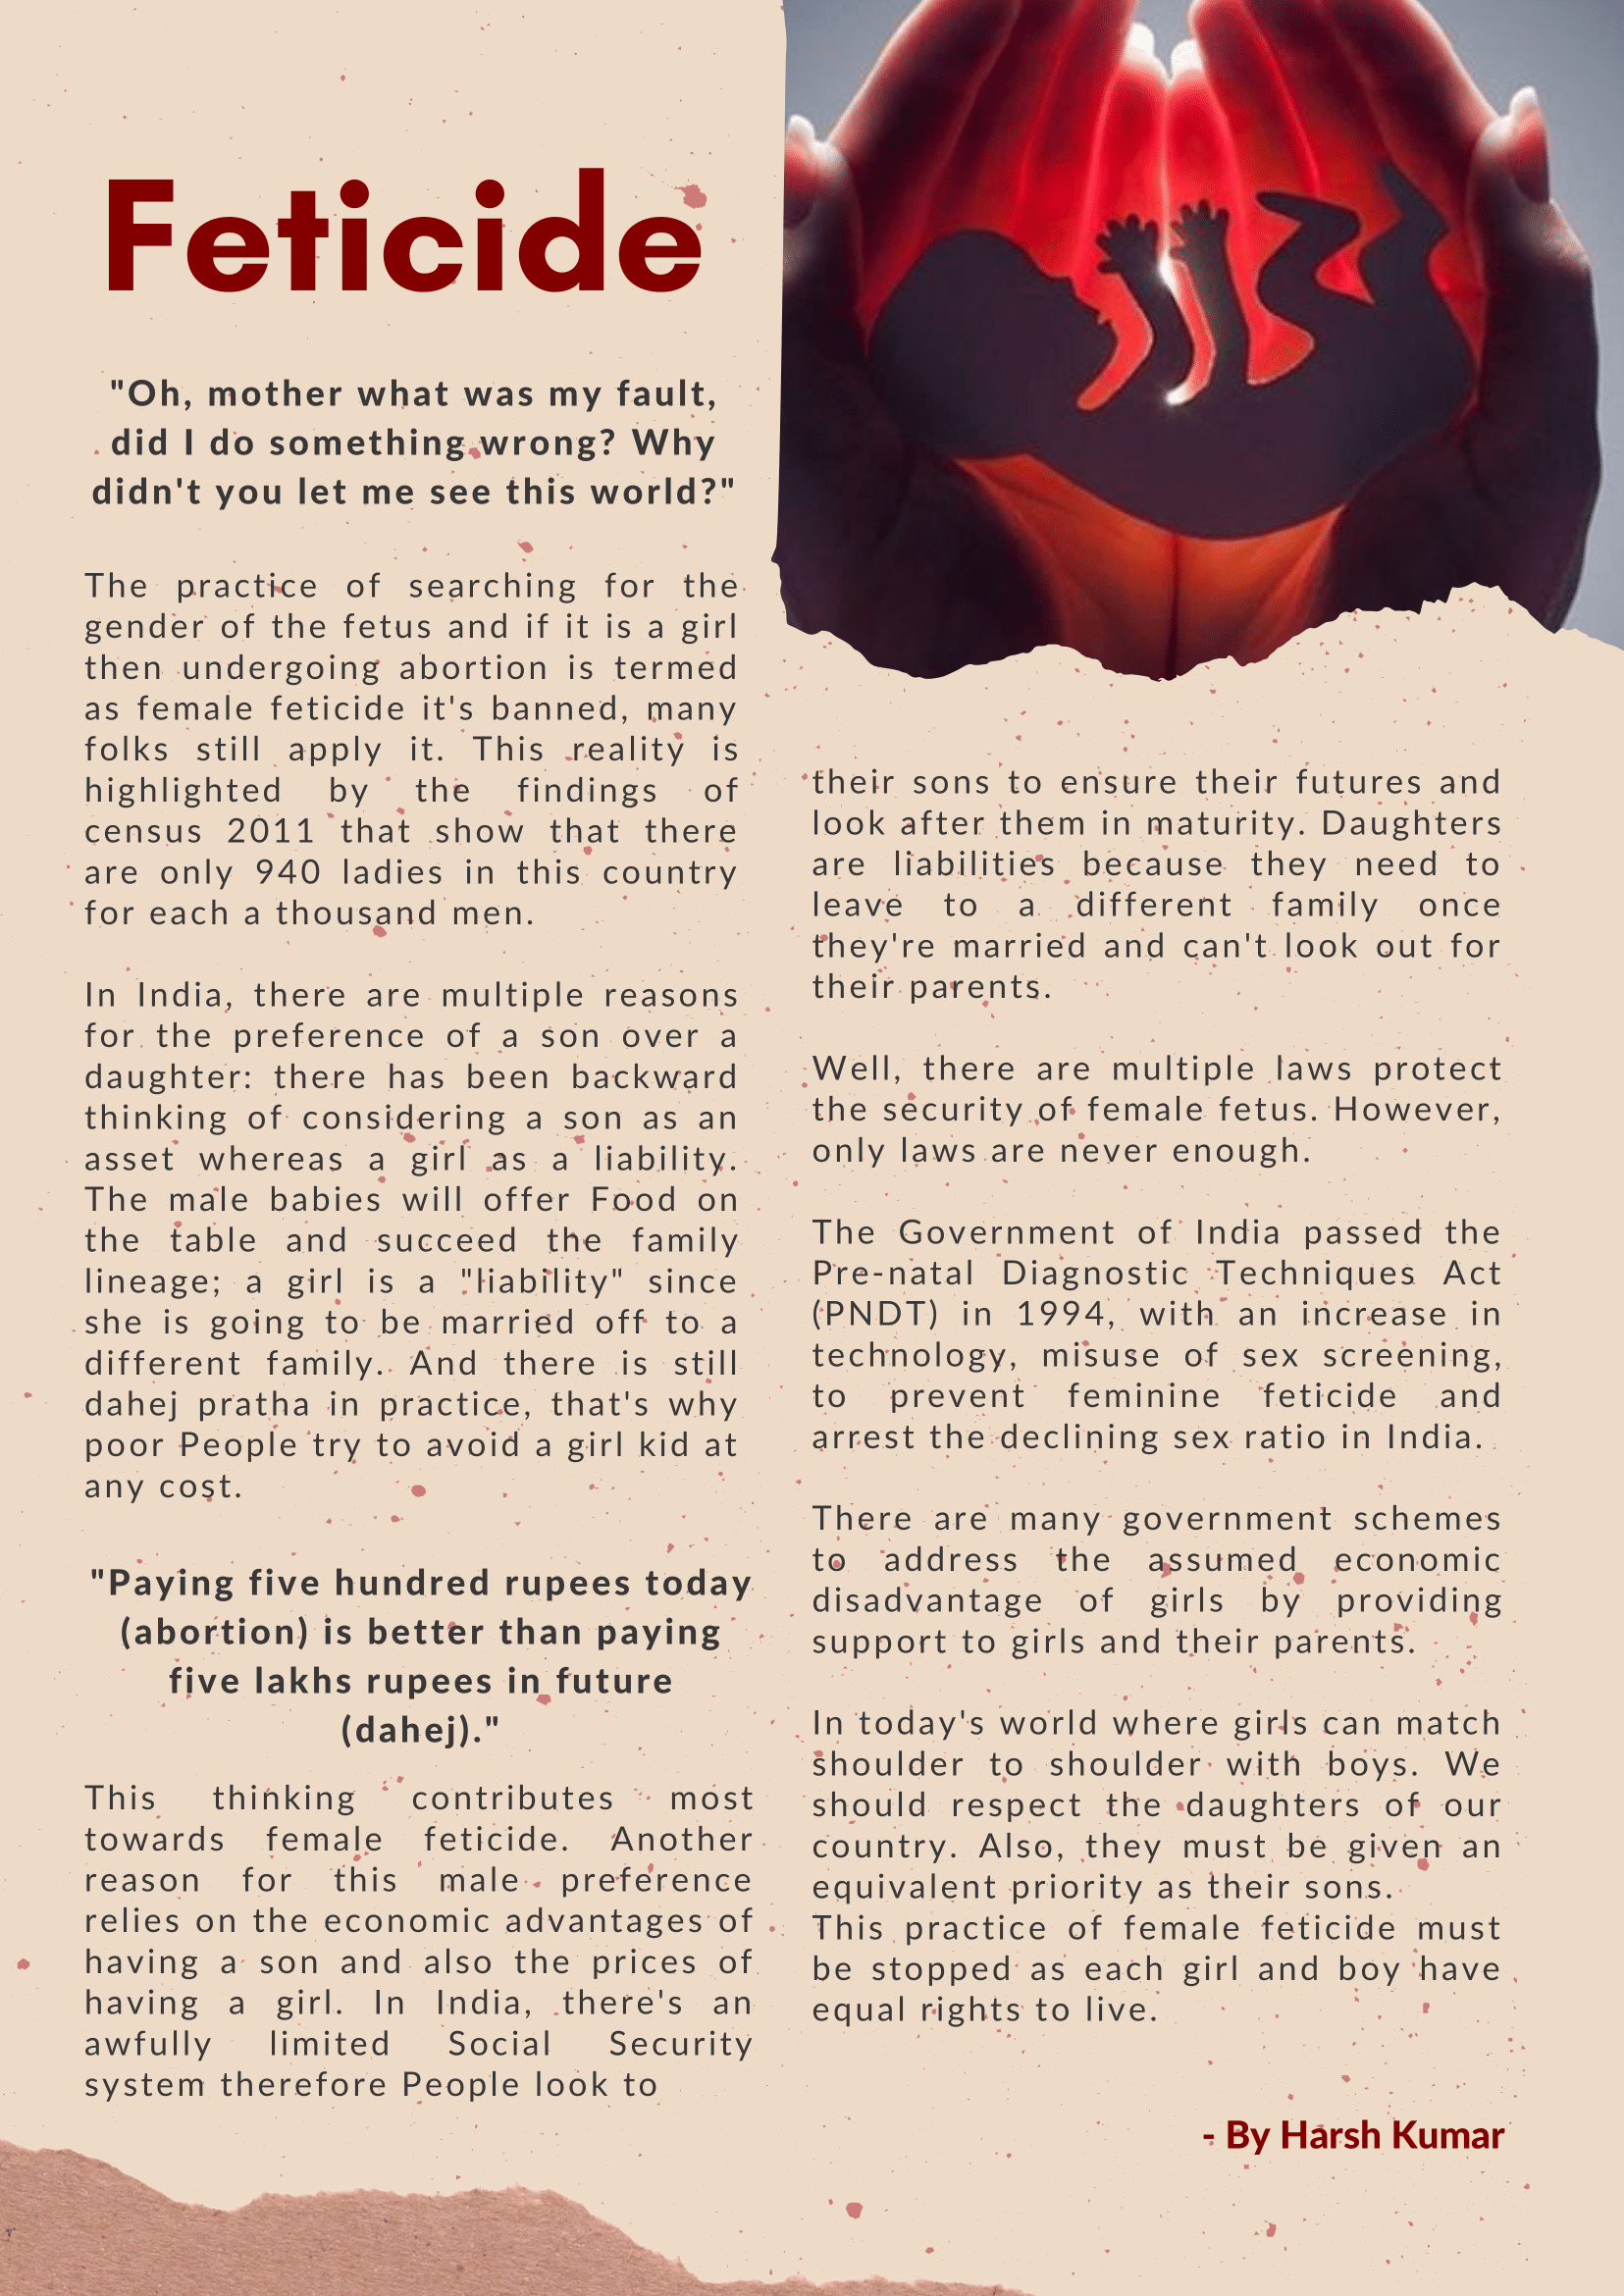 Feticide
"Oh, mother what was my fault,
did I do something wrong? Why
didn't you let me see this world?"
The practice of searching for the
gender of the fetus and if it is a girl
then undergoing abortion is termed
as female feticide it's banned, many
folks still apply it. This reality is
highlighted by the findings of
census 2011 that show that there
are only 940 ladies in this country
for each a thousand men.
In India, there are multiple reasons
for the preference of a son over a
daughter: there has been backward
thinking of considering a son as an
asset whereas a girl as a liability.
The male babies will offer Food on
the table and succeed the family
lineage; a girl is a "liability" since
she is going to be married off to a
different family. And there is still
dahej pratha in practice, that's why
poor People try to avoid a girl kid at
any cost.
"Paying five hundred rupees today
(abortion) is better than paying
five lakhs rupees in future
(dahej)."
This thinking contributes most
towards female feticide. Another
reason for this male preference
relies on the economic advantages of
having a son and also the prices of
having a girl. In India, there's an
awfully limited Social Security
system therefore People look to
their sons to ensure their futures and
look after them in maturity. Daughters
are liabilities because they need to
leave to a different family once
they're married and can't look out for
their parents.
Well, there are multiple laws protect
the security of female fetus. However,
only laws are never enough.
The Government of India passed the
Pre-natal Diagnostic Techniques Act
(PNDT) in 1994, with an increase in
technology, misuse of sex screening,
to prevent feminine feticide and
arrest the declining sex ratio in India.
There are many government schemes
to address the assumed economic
disadvantage of girls by providing
support to girls and their parents.
In today's world where girls can match
shoulder to shoulder with boys. We
should respect the daughters of our
country. Also, they must be given an
equivalent priority as their sons.
This practice of female feticide must
be stopped as each girl and boy have
equal rights to live.
- By Harsh Kumar